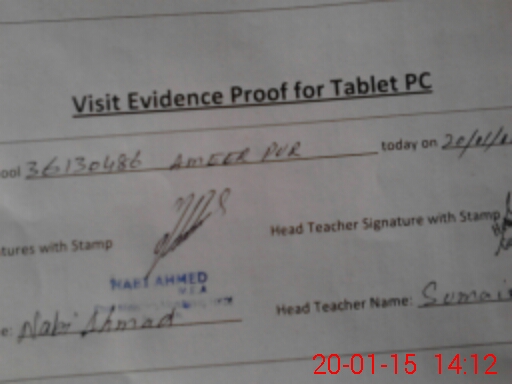 Visit Evidence Proof for Tablet PC
ool 36130486 AMEER PUR today on 20/01/
tures with Stamp
Head Teacher Signature with Stamp
NABI AHMED
e: Nabi Ahmad
Head Teacher Name: Sumai
20-01-15 14:12